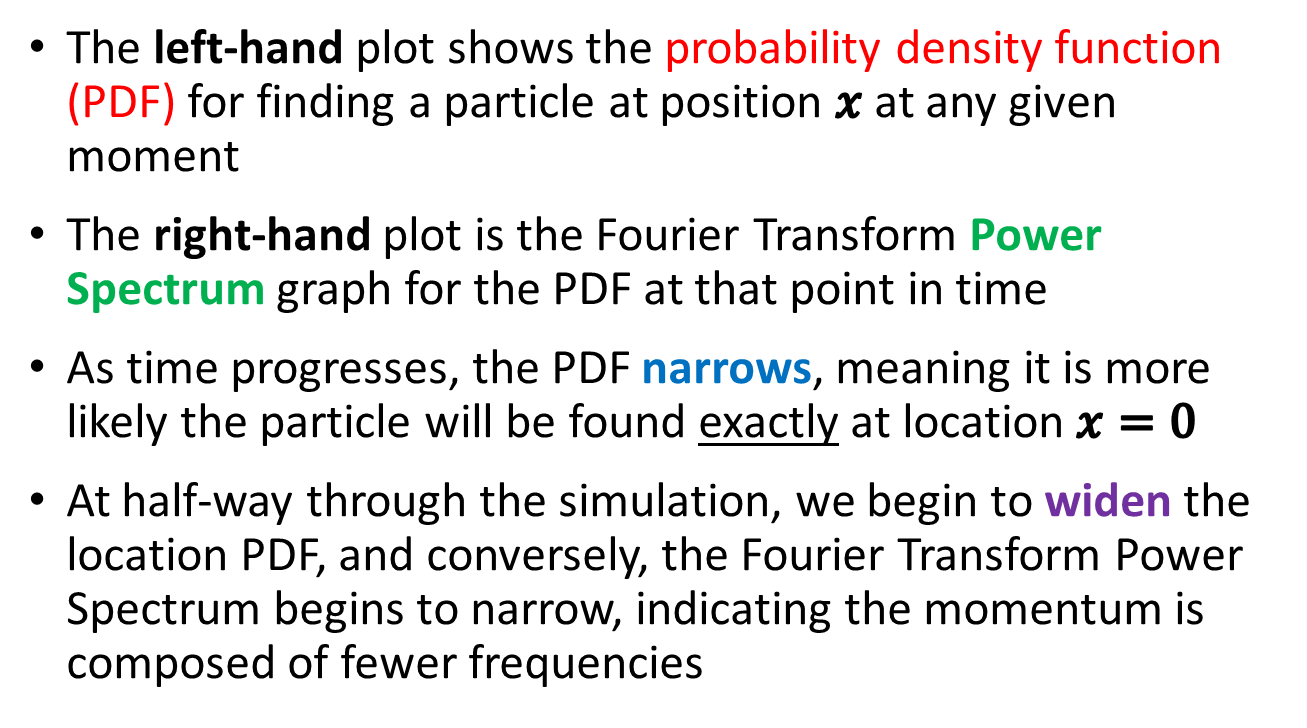 • The left-hand plot shows the probability density function
(PDF) for finding a particle at position x at any given
moment
• The right-hand plot is the Fourier Transform Power
Spectrum graph for the PDF at that point in time
• As time progresses, the PDF narrows, meaning it is more
likely the particle will be found exactly at location x = 0
• At half-way through the simulation, we begin to widen the
location PDF, and conversely, the Fourier Transform Power
Spectrum begins to narrow, indicating the momentum is
composed of fewer frequencies